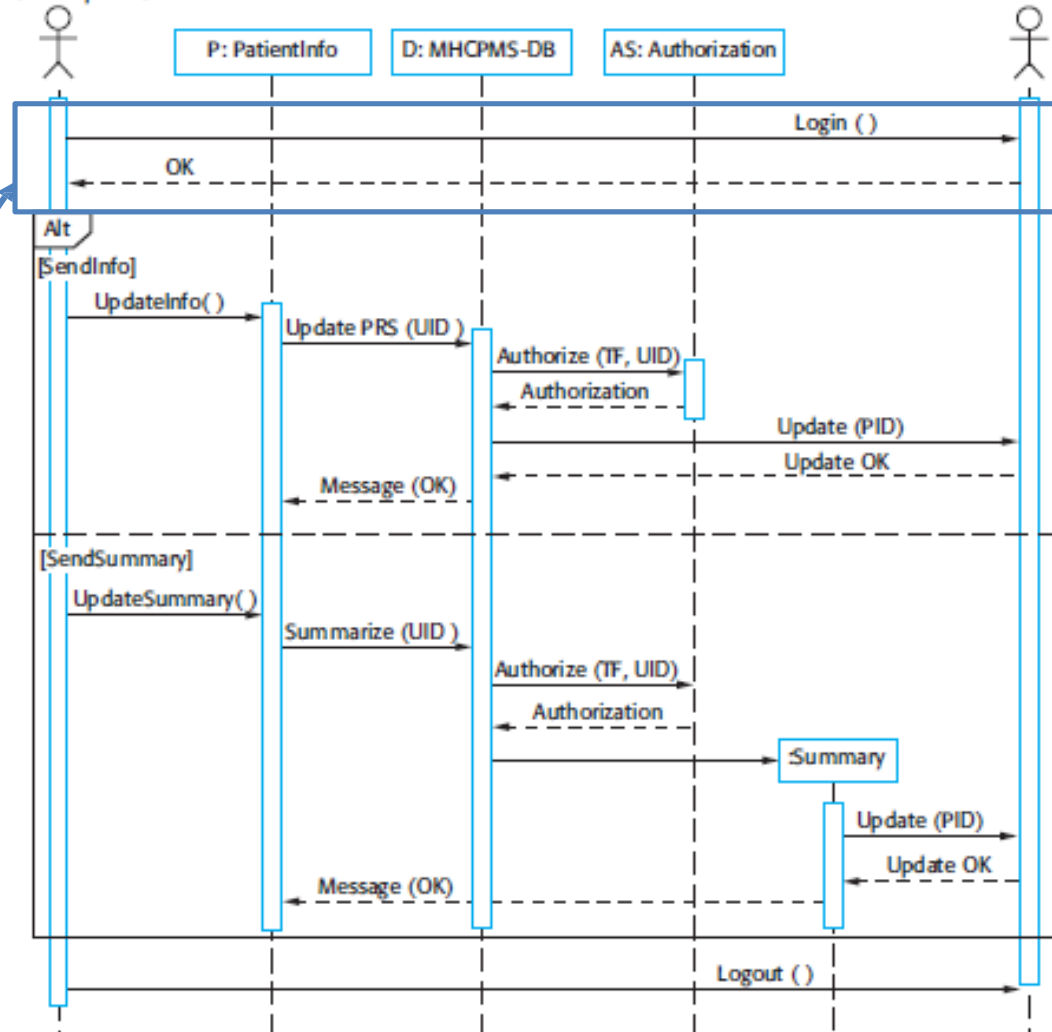 P: PatientInfo
D: MHCPMS-DB
AS: Authorization
Login ( )
OK
Alt
[SendInfo]
UpdateInfo( )
Update PRS (UID )
Authorize (TF, UID)
Authorization
Update (PID)
Update OK
Message (OK)
[SendSummary]
UpdateSummary( )
Summarize (UID )
Authorize (TF, UID)
Authorization
:Summary
Update (PID)
Update OK
Message (OK)
Logout ( )